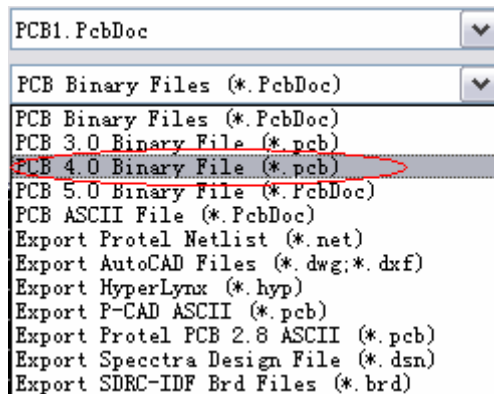 PCB1.PcbDoc
PCB Binary Files (*.PcbDoc)
PCB Binary Files (*.PcbDoc)
PCB 3.0 Binary File (*.pcb)
PCB 4.0 Binary File (*.pcb)
PCB 5.0 Binary File (*.PcbDoc)
PCB ASCII File (*.PcbDoc)
Export Protel Netlist (*.net)
Export AutoCAD Files (*.dwg;*.dxf)
Export HyperLynx (*.hyp)
Export P-CAD ASCII (*.pcb)
Export Protel PCB 2.8 ASCII (*.pcb)
Export Specctra Design File (*.dsn)
Export SDRC-IDF Brd Files (*.brd)